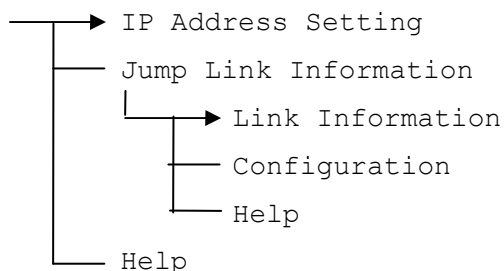 IP Address Setting
Jump Link Information
Link Information
Configuration
Help
Help